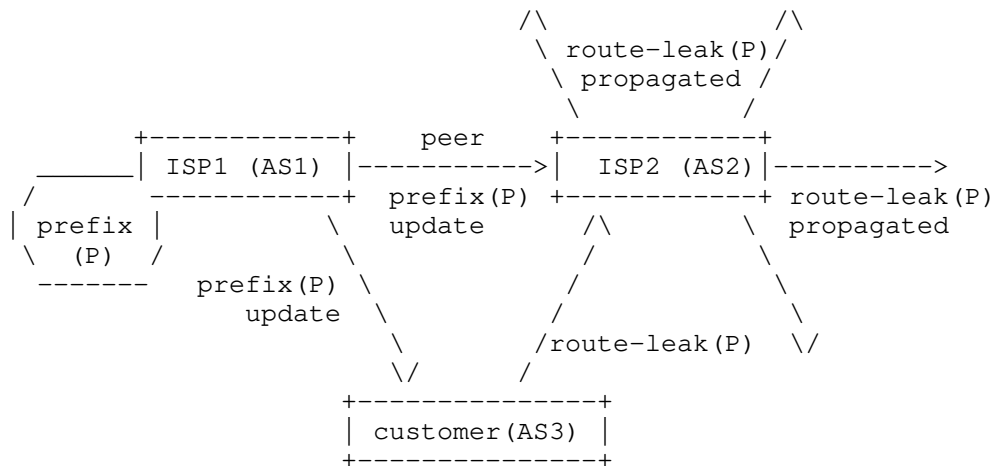 /\ /\
\ route-leak(P) /
\ propagated /
\ /
+------------+ peer +------------+
_______| ISP1 (AS1) |----------->| ISP2 (AS2)|---------->
/ ------------+ prefix(P) +------------+ route-leak(P)
| prefix | \ update /\ \ propagated
\ (P) / \ / \
------- prefix(P) \ / \
update \ / \
\ /route-leak(P) \/
\/ /
+---------------+
| customer(AS3) |
+---------------+